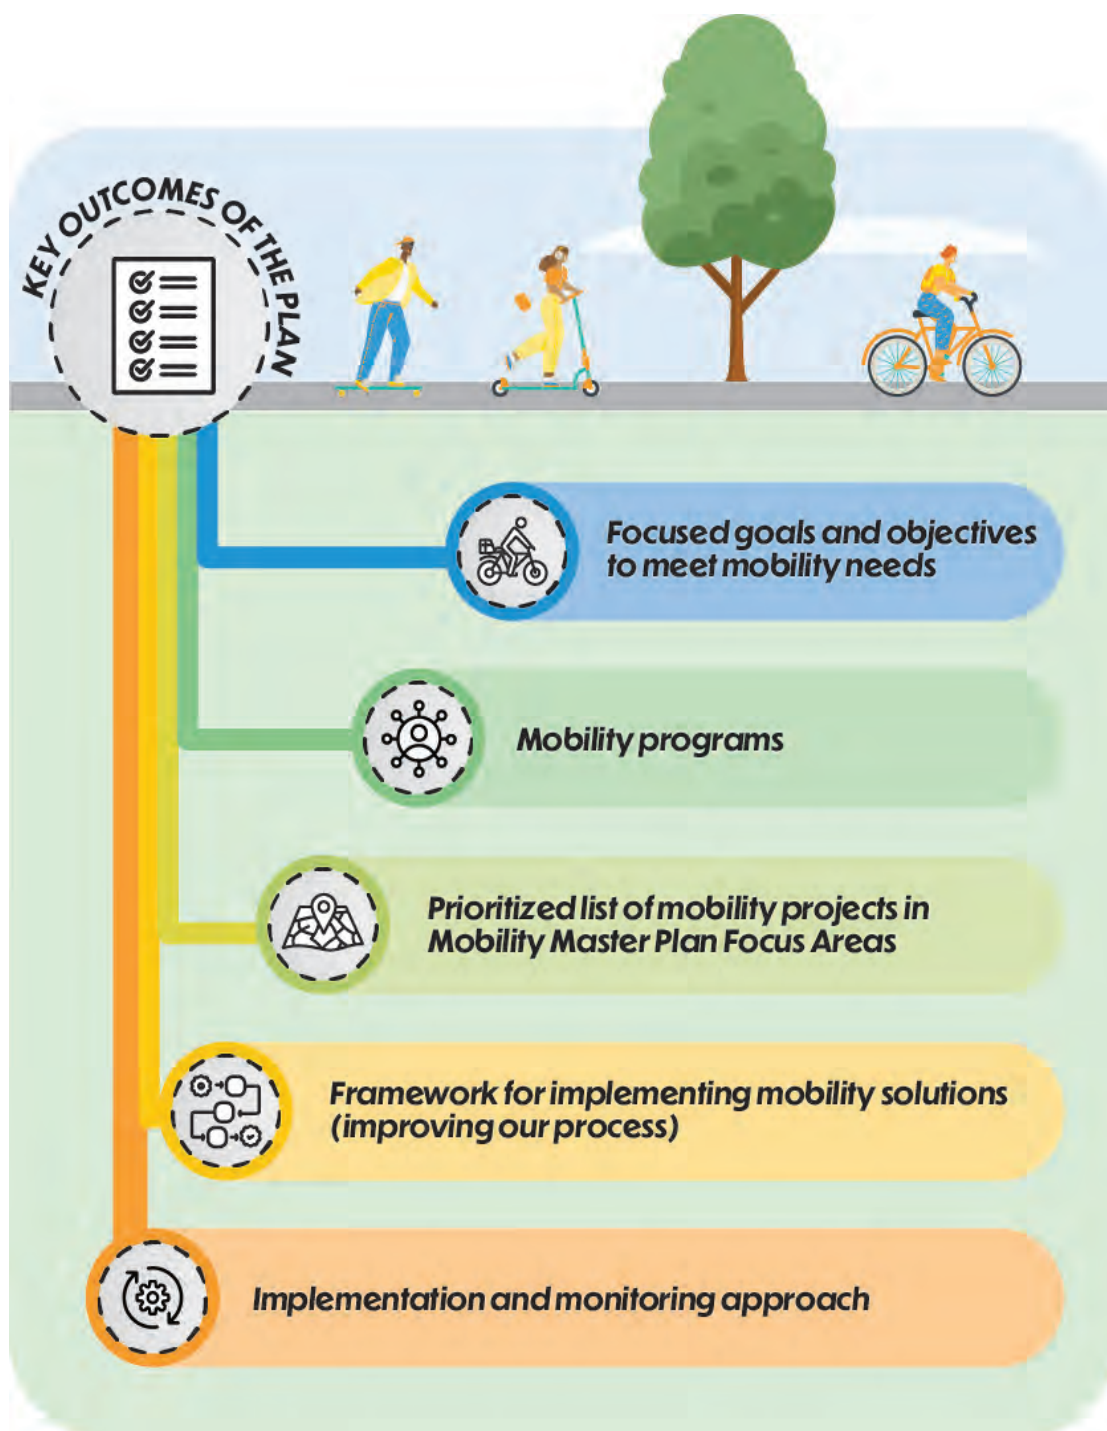 KEY OUTCOMES OF THE PLAN
Focused goals and objectives
to meet mobility needs
Mobility programs
Prioritized list of mobility projects in
Mobility Master Plan Focus Areas
Framework for implementing mobility solutions
(improving our process)
Implementation and monitoring approach